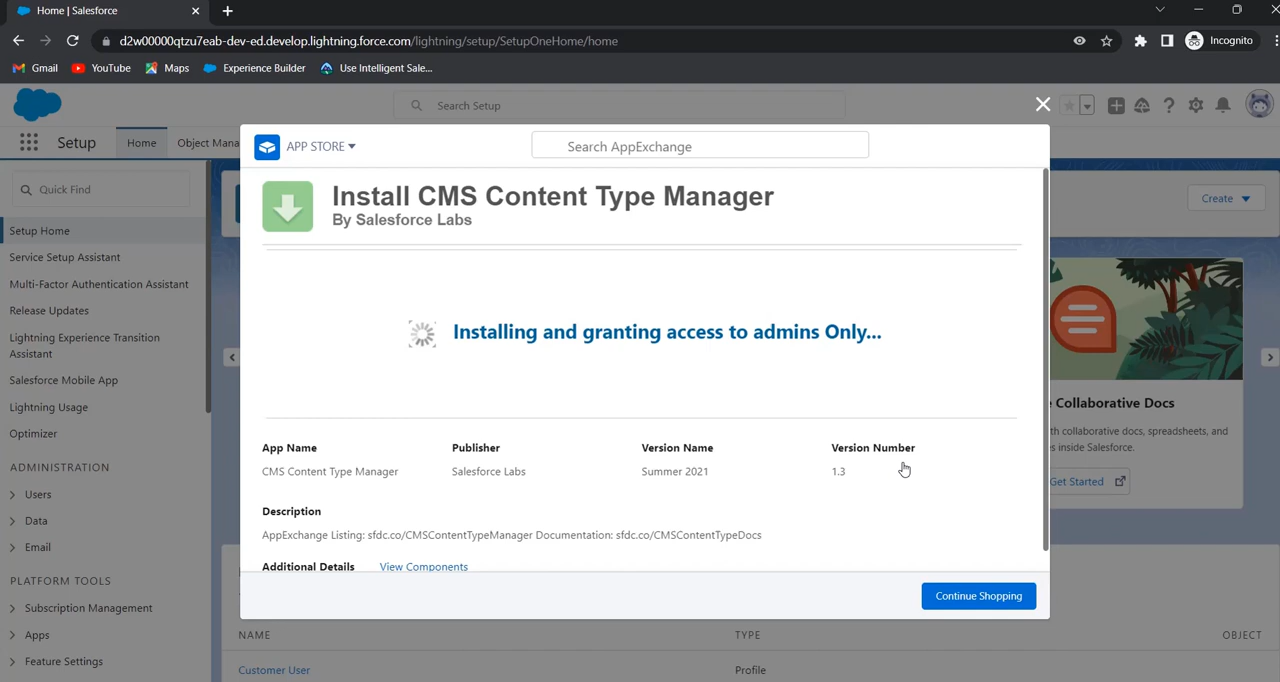 Home | Salesforce
d2w00000qtzu7eab-dev-ed.develop.lightning.force.com/lightning/setup/SetupOneHome/home
Incognito
Gmail YouTube Maps Experience Builder Use Intelligent Sale...
Search Setup
Setup Home Object Mana
APP STORE Search AppExchange
Quick Find
Create
Install CMS Content Type Manager
By Salesforce Labs
Setup Home
Service Setup Assistant
Multi-Factor Authentication Assistant
Release Updates
Lightning Experience Transition
Assistant
Salesforce Mobile App
Lightning Usage
Optimizer
ADMINISTRATION
Users
Data
Email
PLATFORM TOOLS
Subscription Management
Apps
Feature Settings
Installing and granting access to admins Only...
App Name Publisher Version Name Version Number
CMS Content Type Manager Salesforce Labs Summer 2021 1.3
Description
AppExchange Listing: sfdc.co/CMSContentTypeManager Documentation: sfdc.co/CMSContentTypeDocs
Additional Details View Components
Continue Shopping
Collaborative Docs
th collaborative docs, spreadsheets, and
s inside Salesforce.
Get Started
NAME TYPE OBJECT
Customer User Profile